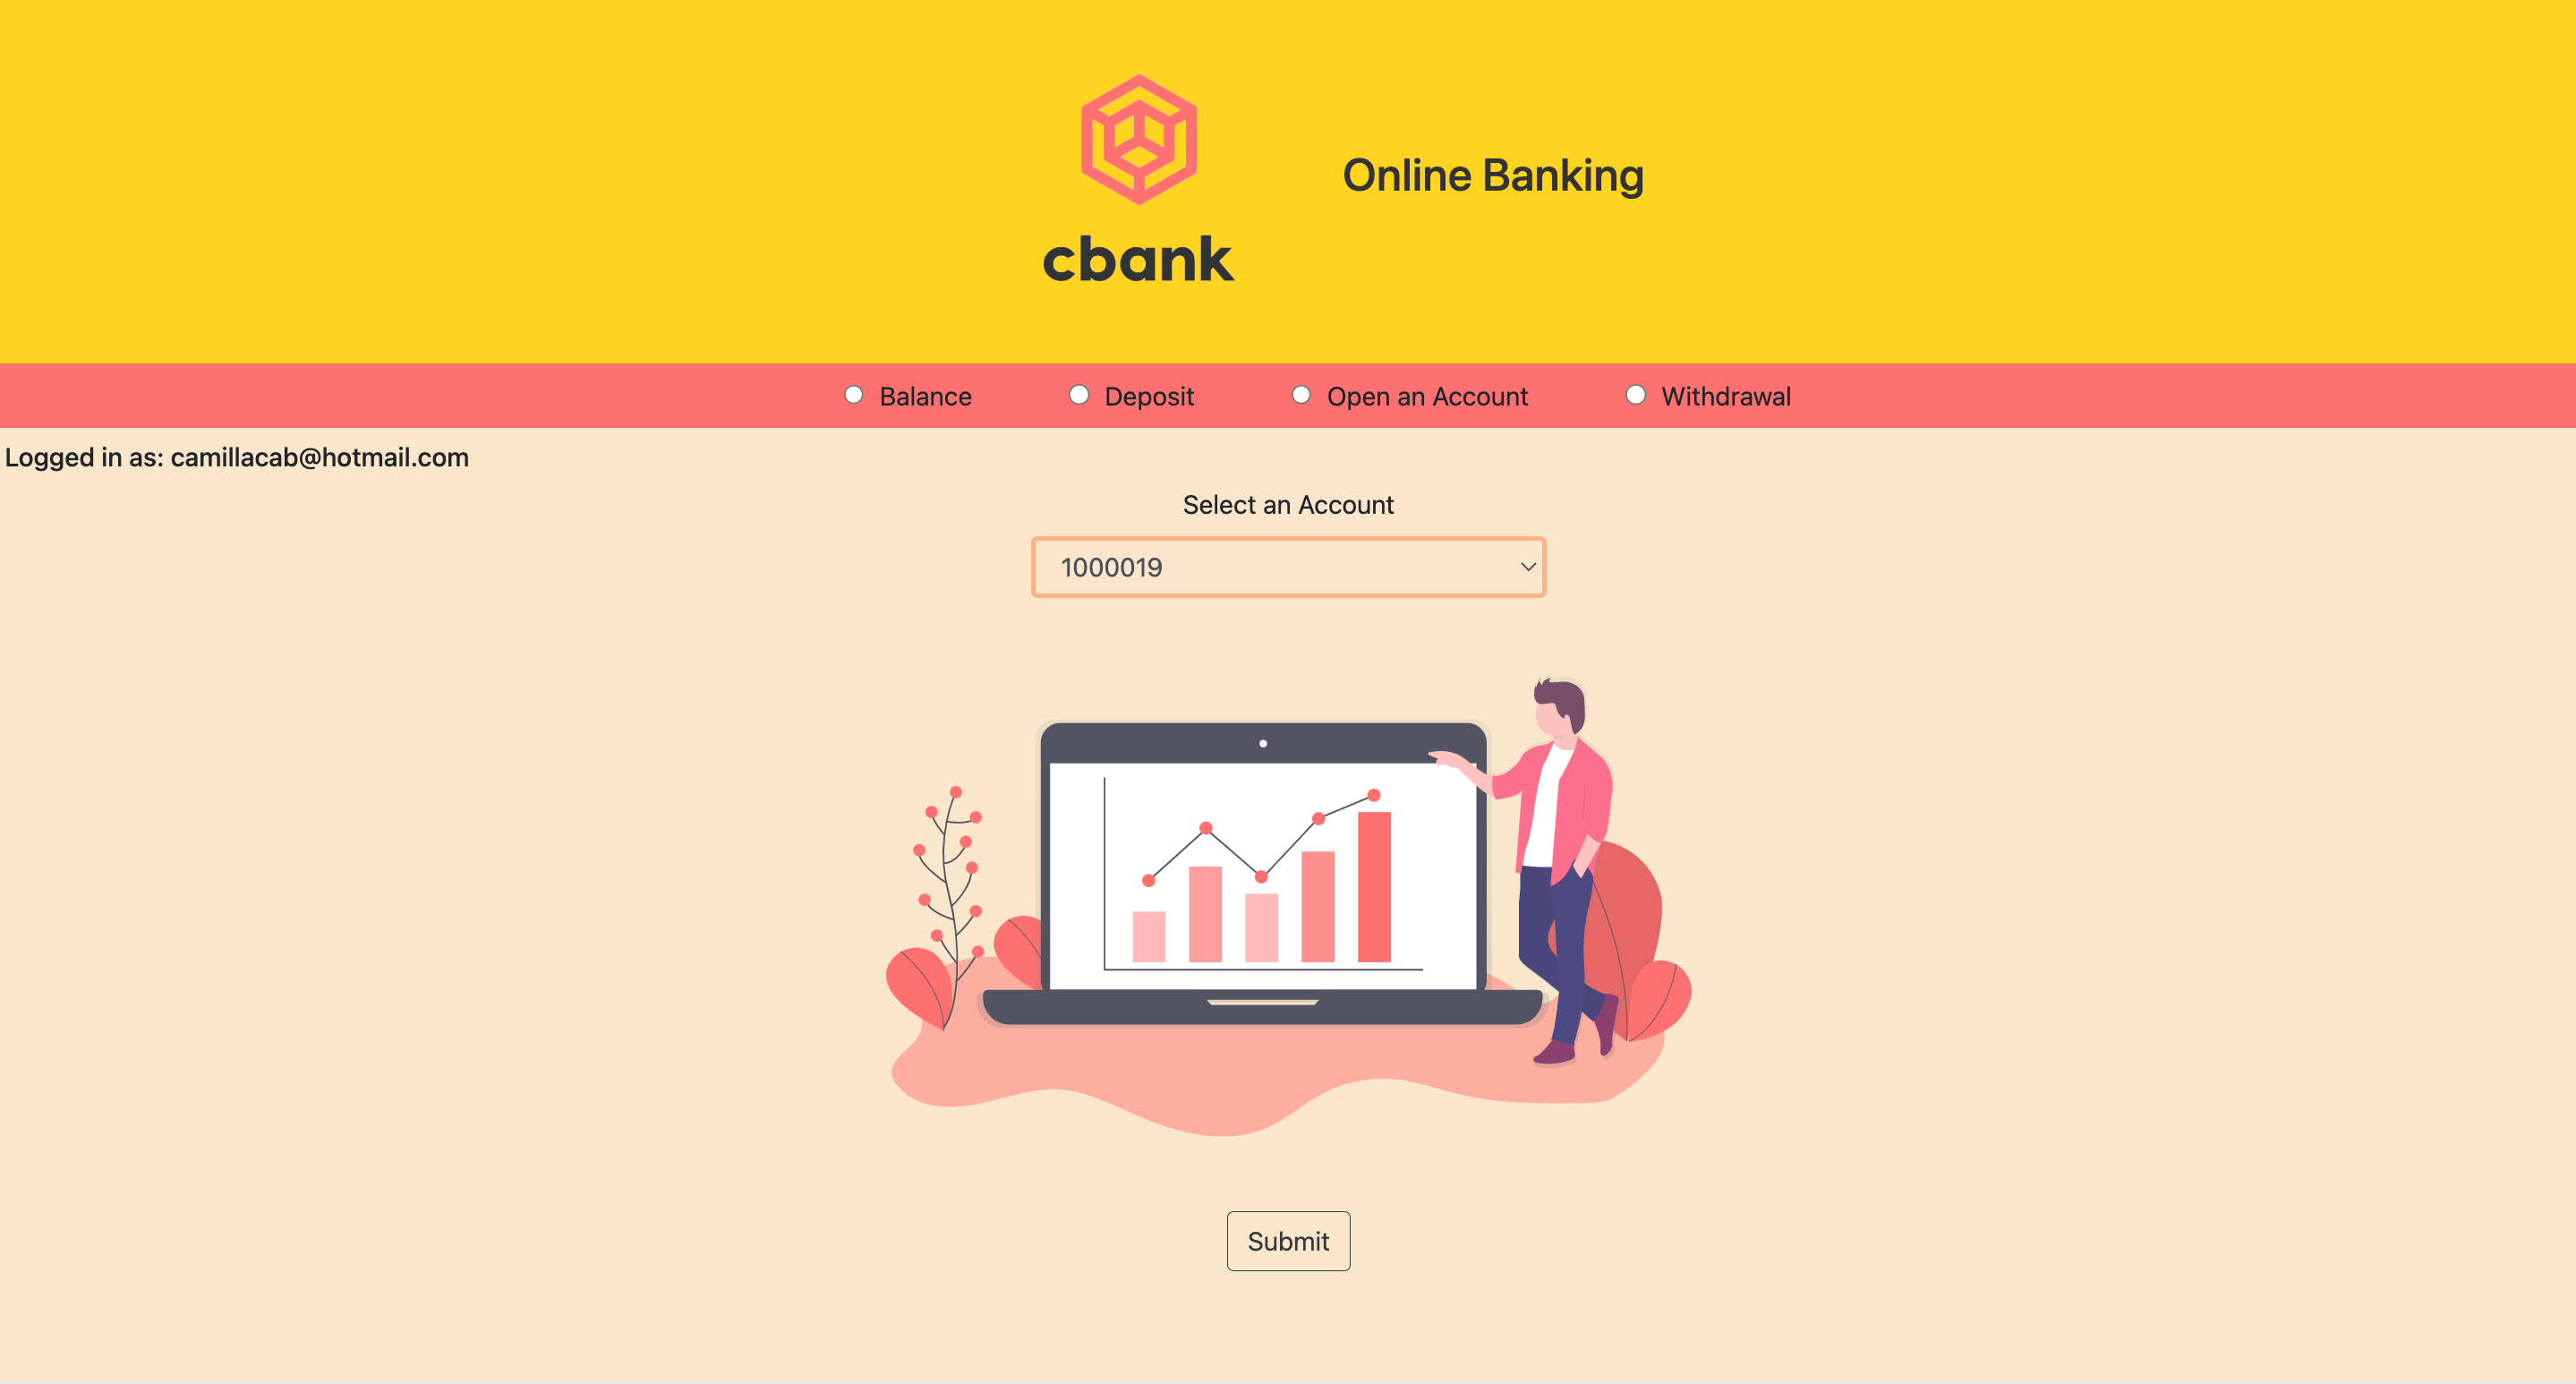 cbank
Online Banking
Balance Deposit Open an Account Withdrawal
Logged in as: camillacab@hotmail.com
Select an Account
1000019
Submit